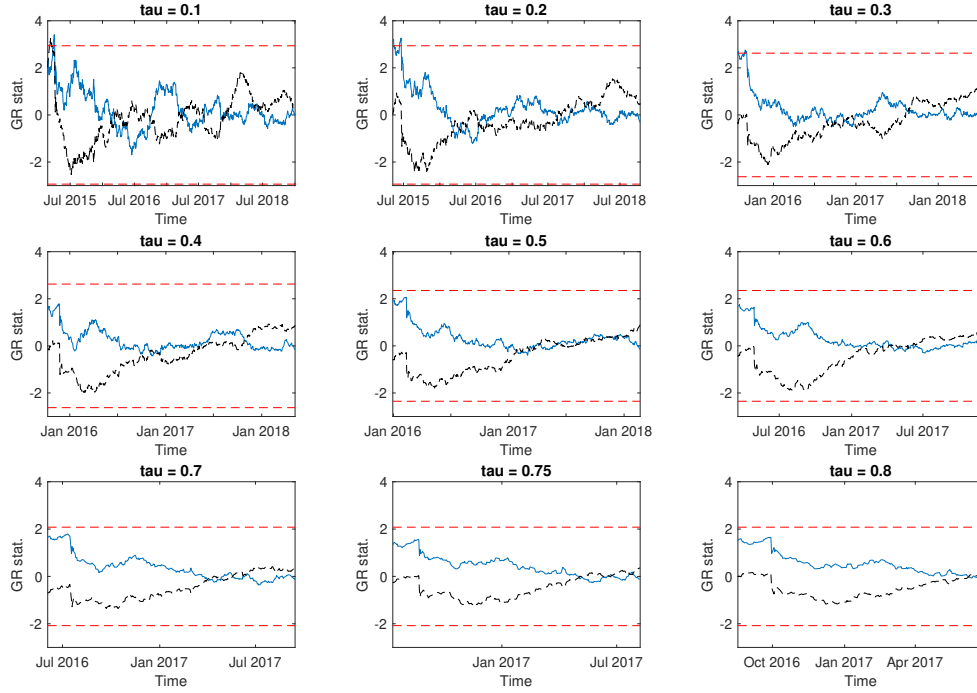 tau = 0.1
4
2
0
-2
GR stat.
Jul 2015 Jul 2016 Jul 2017 Jul 2018
Time
tau = 0.2
4
2
0
-2
GR stat.
Jul 2015 Jul 2016 Jul 2017 Jul 2018
Time
tau = 0.3
4
2
0
-2
GR stat.
Jan 2016 Jan 2017 Jan 2018
Time
tau = 0.4
4
2
0
-2
GR stat.
Jan 2016 Jan 2017 Jan 2018
Time
tau = 0.5
4
2
0
-2
GR stat.
Jan 2016 Jan 2017 Jan 2018
Time
tau = 0.6
4
2
0
-2
GR stat.
Jul 2016 Jan 2017 Jul 2017
Time
tau = 0.7
4
2
0
-2
GR stat.
Jul 2016 Jan 2017 Jul 2017
Time
tau = 0.75
4
2
0
-2
GR stat.
Jan 2017 Jul 2017
Time
tau = 0.8
4
2
0
-2
GR stat.
Oct 2016 Jan 2017 Apr 2017
Time